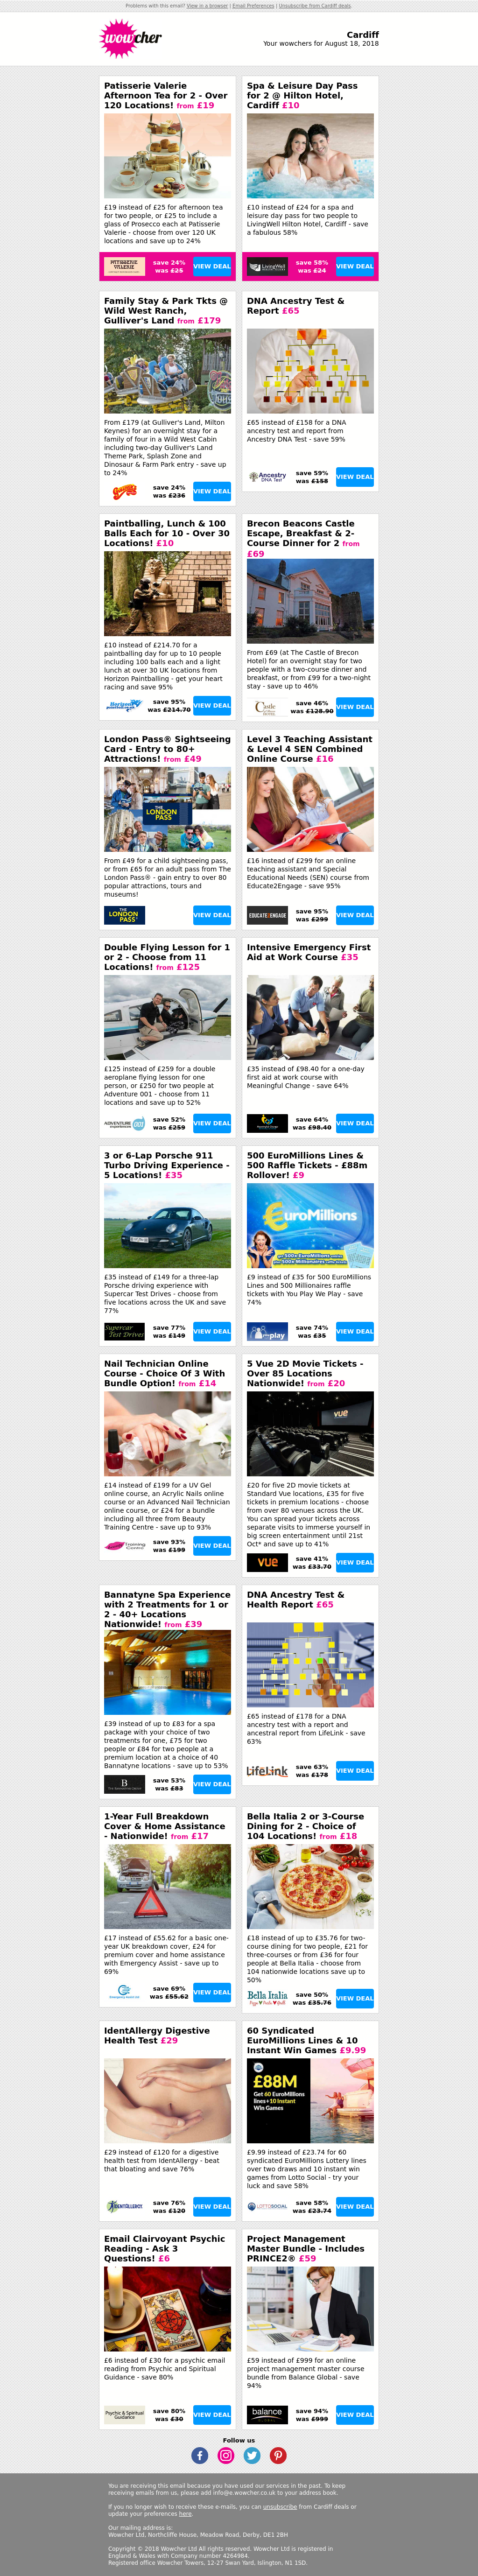 Problems with this email? View in a browser | Email Preferences | Unsubscribe from Cardiff deals.
wowcher
Cardiff
Your wowchers for August 18, 2018
Patisserie Valerie
Afternoon Tea for 2 - Over
120 Locations! from £19
£19 instead of £25 for afternoon tea
for two people, or £25 to include a
glass of Prosecco each at Patisserie
Valerie - choose from over 120 UK
locations and save up to 24%
PATISSERIE
VALERIE
save 24%
was £25
VIEW DEAL
Spa & Leisure Day Pass
for 2 @ Hilton Hotel,
Cardiff £10
£10 instead of £24 for a spa and
leisure day pass for two people to
LivingWell Hilton Hotel, Cardiff - save
a fabulous 58%
LivingWell
save 58%
was £24
VIEW DEAL
Family Stay & Park Tkts @
Wild West Ranch,
Gulliver's Land from £179
From £179 (at Gulliver's Land, Milton
Keynes) for an overnight stay for a
family of four in a Wild West Cabin
including two-day Gulliver's Land
Theme Park, Splash Zone and
Dinosaur & Farm Park entry - save up
to 24%
save 24%
was £236
VIEW DEAL
DNA Ancestry Test &
Report £65
£65 instead of £158 for a DNA
ancestry test and report from
Ancestry DNA Test - save 59%
Ancestry
DNA Test
save 59%
was £158
VIEW DEAL
Paintballing, Lunch & 100
Balls Each for 10 - Over 30
Locations! £10
£10 instead of £214.70 for a
paintballing day for up to 10 people
including 100 balls each and a light
lunch at over 30 UK locations from
Horizon Paintballing - get your heart
racing and save 95%
Horizon
save 95%
was £214.70
VIEW DEAL
Brecon Beacons Castle
Escape, Breakfast & 2-
Course Dinner for 2 from
£69
From £69 (at The Castle of Brecon
Hotel) for an overnight stay for two
people with a two-course dinner and
breakfast, or from £99 for a two-night
stay - save up to 46%
Castle
save 46%
was £128.90
VIEW DEAL
London Pass® Sightseeing
Card - Entry to 80+
Attractions! from £49
THE
LONDON
PASS
From £49 for a child sightseeing pass,
or from £65 for an adult pass from The
London Pass® - gain entry to over 80
popular attractions, tours and
museums!
THE
LONDON
PASS
VIEW DEAL
Level 3 Teaching Assistant
& Level 4 SEN Combined
Online Course £16
£16 instead of £299 for an online
teaching assistant and Special
Educational Needs (SEN) course from
Educate2Engage - save 95%
EDUCATE2ENGAGE
save 95%
was £299
VIEW DEAL
Double Flying Lesson for 1
or 2 - Choose from 11
Locations! from £125
£125 instead of £259 for a double
aeroplane flying lesson for one
person, or £250 for two people at
Adventure 001 - choose from 11
locations and save up to 52%
ADVENTURE 001
save 52%
was £259
VIEW DEAL
Intensive Emergency First
Aid at Work Course £35
£35 instead of £98.40 for a one-day
first aid at work course with
Meaningful Change - save 64%
save 64%
was £98.40
VIEW DEAL
3 or 6-Lap Porsche 911
Turbo Driving Experience -
5 Locations! £35
£35 instead of £149 for a three-lap
Porsche driving experience with
Supercar Test Drives - choose from
five locations across the UK and save
77%
Supercar
Test Drives
save 77%
was £149
VIEW DEAL
500 EuroMillions Lines &
500 Raffle Tickets - £88m
Rollover! £9
€uroMillions
£9 instead of £35 for 500 EuroMillions
Lines and 500 Millionaires raffle
tickets with You Play We Play - save
74%
play
save 74%
was £35
VIEW DEAL
Nail Technician Online
Course - Choice Of 3 With
Bundle Option! from £14
£14 instead of £199 for a UV Gel
online course, an Acrylic Nails online
course or an Advanced Nail Technician
online course, or £24 for a bundle
including all three from Beauty
Training Centre - save up to 93%
save 93%
was £199
VIEW DEAL
5 Vue 2D Movie Tickets -
Over 85 Locations
Nationwide! from £20
VUE
£20 for five 2D movie tickets at
Standard Vue locations, £35 for five
tickets in premium locations - choose
from over 80 venues across the UK.
You can spread your tickets across
separate visits to immerse yourself in
big screen entertainment until 21st
Oct* and save up to 41%
VUE
save 41%
was £33.70
VIEW DEAL
Bannatyne Spa Experience
with 2 Treatments for 1 or
2 - 40+ Locations
Nationwide! from £39
£39 instead of up to £83 for a spa
package with your choice of two
treatments for one, £75 for two
people or £84 for two people at a
premium location at a choice of 40
Bannatyne locations - save up to 53%
B
save 53%
was £83
VIEW DEAL
DNA Ancestry Test &
Health Report £65
£65 instead of £178 for a DNA
ancestry test with a report and
ancestral report from LifeLink - save
63%
LifeLink
save 63%
was £178
VIEW DEAL
1-Year Full Breakdown
Cover & Home Assistance
- Nationwide! from £17
£17 instead of £55.62 for a basic one-
year UK breakdown cover, £24 for
premium cover and home assistance
with Emergency Assist - save up to
69%
save 69%
was £55.62
VIEW DEAL
Bella Italia 2 or 3-Course
Dining for 2 - Choice of
104 Locations! from £18
£18 instead of up to £35.76 for two-
course dining for two people, £21 for
three-courses or from £36 for four
people at Bella Italia - choose from
104 nationwide locations save up to
50%
Bella Italia
save 50%
was £35.76
VIEW DEAL
IdentAllergy Digestive
Health Test £29
£29 instead of £120 for a digestive
health test from IdentAllergy - beat
that bloating and save 76%
IDENTALLERGY
save 76%
was £120
VIEW DEAL
60 Syndicated
EuroMillions Lines & 10
Instant Win Games £9.99
£88M
Get 60 EuroMillions
lines+10 Instant
Win Games
£9.99 instead of £23.74 for 60
syndicated EuroMillions Lottery lines
over two draws and 10 instant win
games from Lotto Social - try your
luck and save 58%
LOTTOSOCIAL
save 58%
was £23.74
VIEW DEAL
Email Clairvoyant Psychic
Reading - Ask 3
Questions! £6
£6 instead of £30 for a psychic email
reading from Psychic and Spiritual
Guidance - save 80%
Psychic & Spiritual
Guidance
save 80%
was £30
VIEW DEAL
Project Management
Master Bundle - Includes
PRINCE2® £59
£59 instead of £999 for an online
project management master course
bundle from Balance Global - save
94%
balance
save 94%
was £999
VIEW DEAL
Follow us
You are receiving this email because you have used our services in the past. To keep
receiving emails from us, please add info@e.wowcher.co.uk to your address book.
If you no longer wish to receive these e-mails, you can unsubscribe from Cardiff deals or
update your preferences here.
Our mailing address is:
Wowcher Ltd, Northcliffe House, Meadow Road, Derby, DE1 2BH
Copyright © 2018 Wowcher Ltd All rights reserved. Wowcher Ltd is registered in
England & Wales with Company number 4264984.
Registered office Wowcher Towers, 12-27 Swan Yard, Islington, N1 1SD.